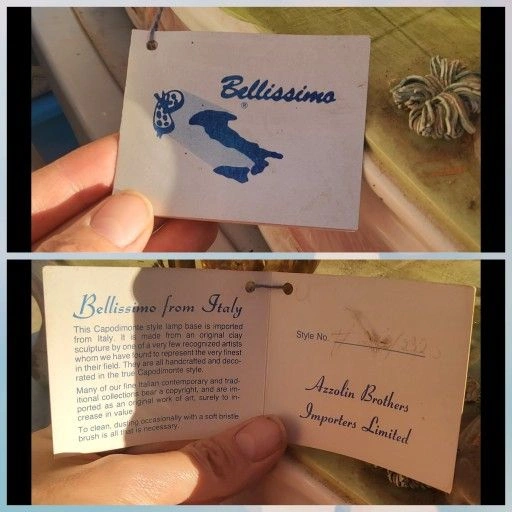 Bellissimo
®
Bellissimo from Italy
This Capodimonte style lamp base is imported
from Italy. It is made from an original clay
sculpture by one of a very few recognized artists
whom we have found to represent the very finest
in their field. They are all handcrafted and deco-
rated in the true Capodimonte style.
Many of our fine Italian contemporary and trad-
itional collections bear a copyright, and are im-
ported as an original work of art, surely to in-
crease in value.
To clean, dusting occasionally with a soft bristle
brush is all that is necessary.
Style No.
Azzolin Brothers
Importers Limited